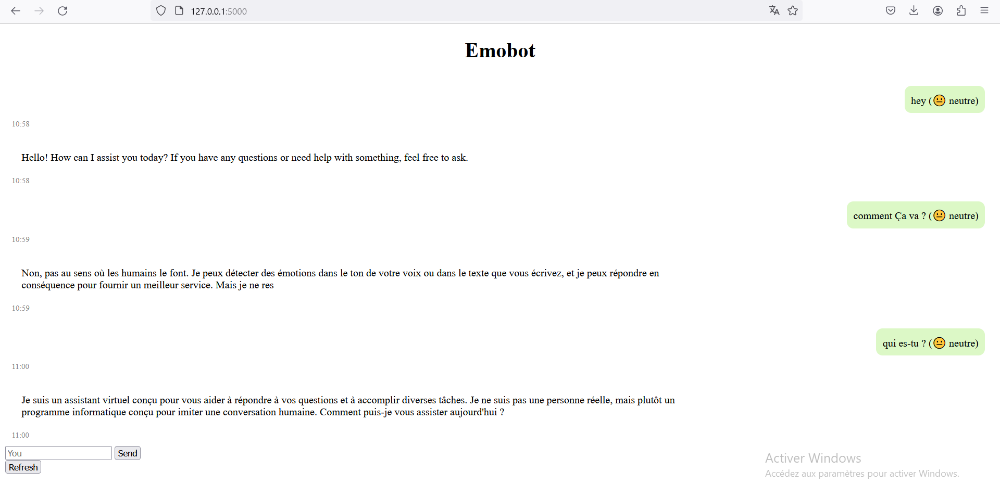 127.0.0.1:5000
Emobot
hey (😐 neutre)
10:58
Hello! How can I assist you today? If you have any questions or need help with something, feel free to ask.
10:58
comment Ça va ? (😐 neutre)
10:59
Non, pas au sens où les humains le font. Je peux détecter des émotions dans le ton de votre voix ou dans le texte que vous écrivez, et je peux répondre en
conséquence pour fournir un meilleur service. Mais je ne res
10:59
qui es-tu ? (😐 neutre)
11:00
Je suis un assistant virtuel conçu pour vous aider à répondre à vos questions et à accomplir diverses tâches. Je ne suis pas une personne réelle, mais plutôt un
programme informatique conçu pour imiter une conversation humaine. Comment puis-je vous assister aujourd'hui ?
11:00
You Send
Refresh
Activer Windows
Accédez aux paramètres pour activer Windows.